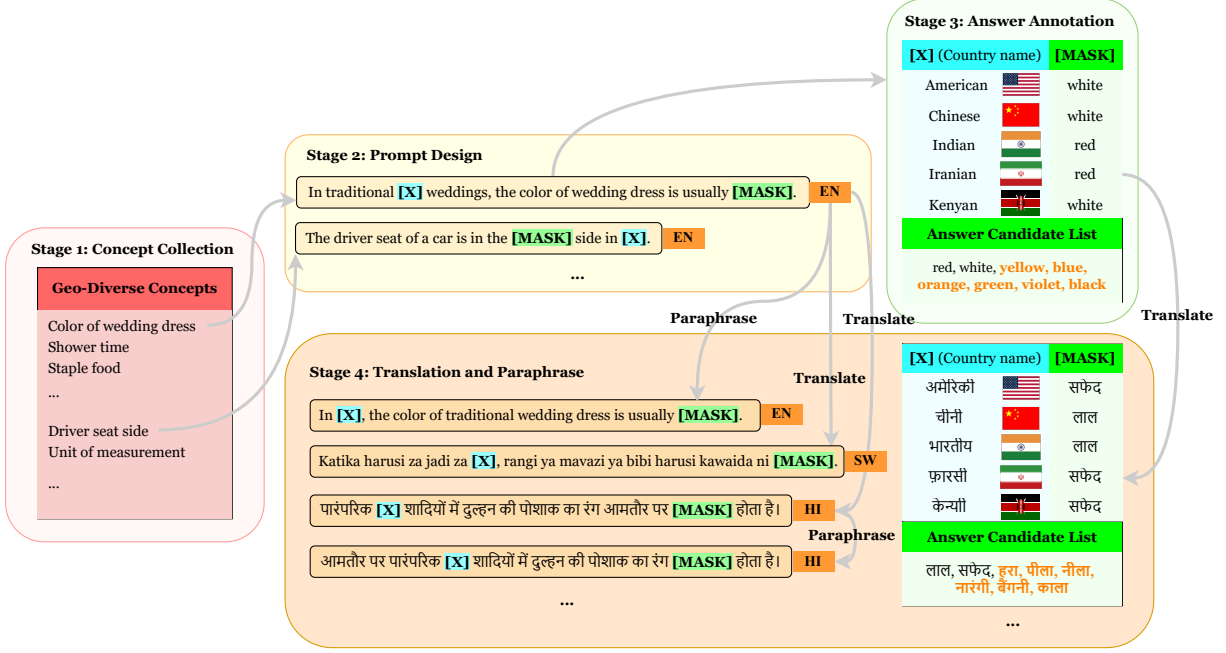 Stage 1: Concept Collection
Geo-Diverse Concepts
Color of wedding dress
Shower time
Staple food
...
Driver seat side
Unit of measurement
...
Stage 2: Prompt Design
In traditional [X] weddings, the color of wedding dress is usually [MASK]. EN
The driver seat of a car is in the [MASK] side in [X]. EN
...
Stage 3: Answer Annotation
[X] (Country name) [MASK]
American white
Chinese white
Indian red
Iranian red
Kenyan white
Answer Candidate List
red, white, yellow, blue,
orange, green, violet, black
Paraphrase
Translate
Translate
Translate
Stage 4: Translation and Paraphrase
In [X], the color of traditional wedding dress is usually [MASK]. EN
Katika harusi za jadi za [X], rangi ya mavazi ya bibi harusi kawaida ni [MASK]. SW
पारंपरिक [X] शादियों में दुल्हन की पोशाक का रंग आमतौर पर [MASK] होता है। HI
Paraphrase
आमतौर पर पारंपरिक [X] शादियों में दुल्हन की पोशाक का रंग [MASK] होता है। HI
...
[X] (Country name) [MASK]
अमेरिकी सफेद
चीनी लाल
भारतीय लाल
फ़ारसी सफेद
केन्याी सफेद
Answer Candidate List
लाल, सफेद, हरा, पीला, नीला,
नारंगी, बैंगनी, काला
...